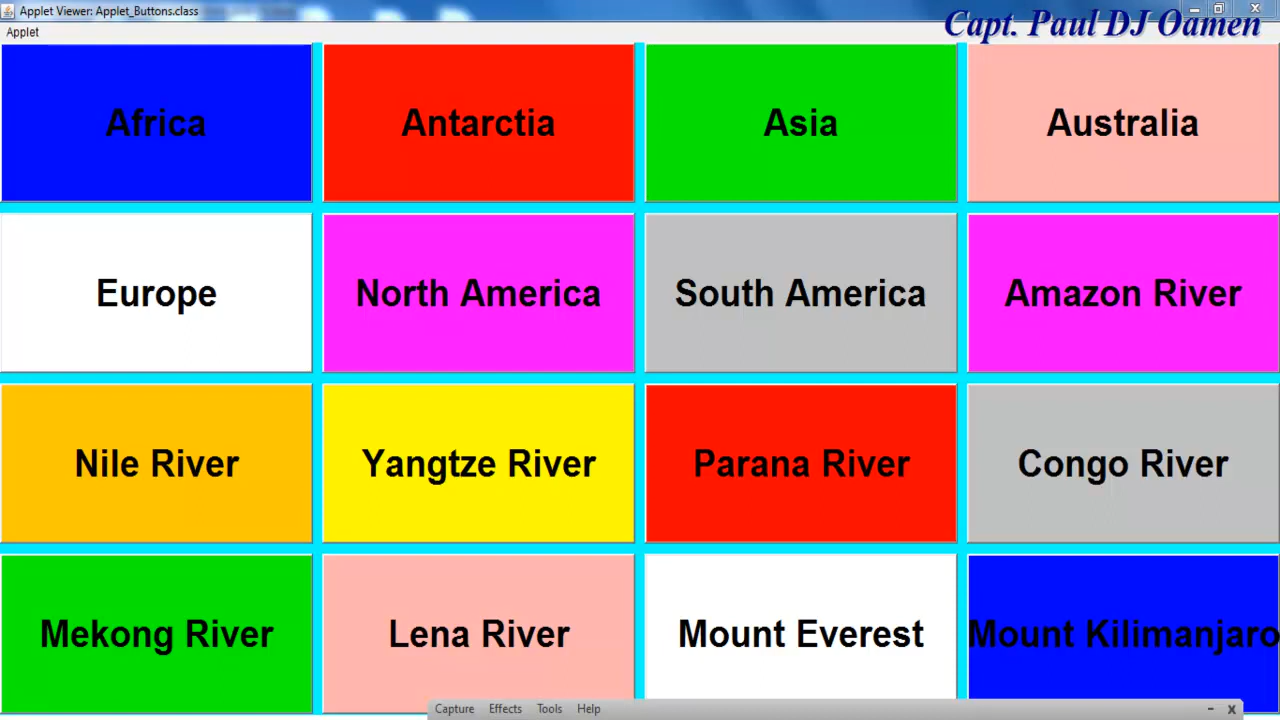 Applet Viewer: Applet_Buttons.class
Capt. Paul DJ Oamen
Applet
Africa
Antarctia
Asia
Australia
Europe
North America
South America
Amazon River
Nile River
Yangtze River
Parana River
Congo River
Mekong River
Lena River
Mount Everest
Mount Kilimanjaro
Capture Effects Tools Help